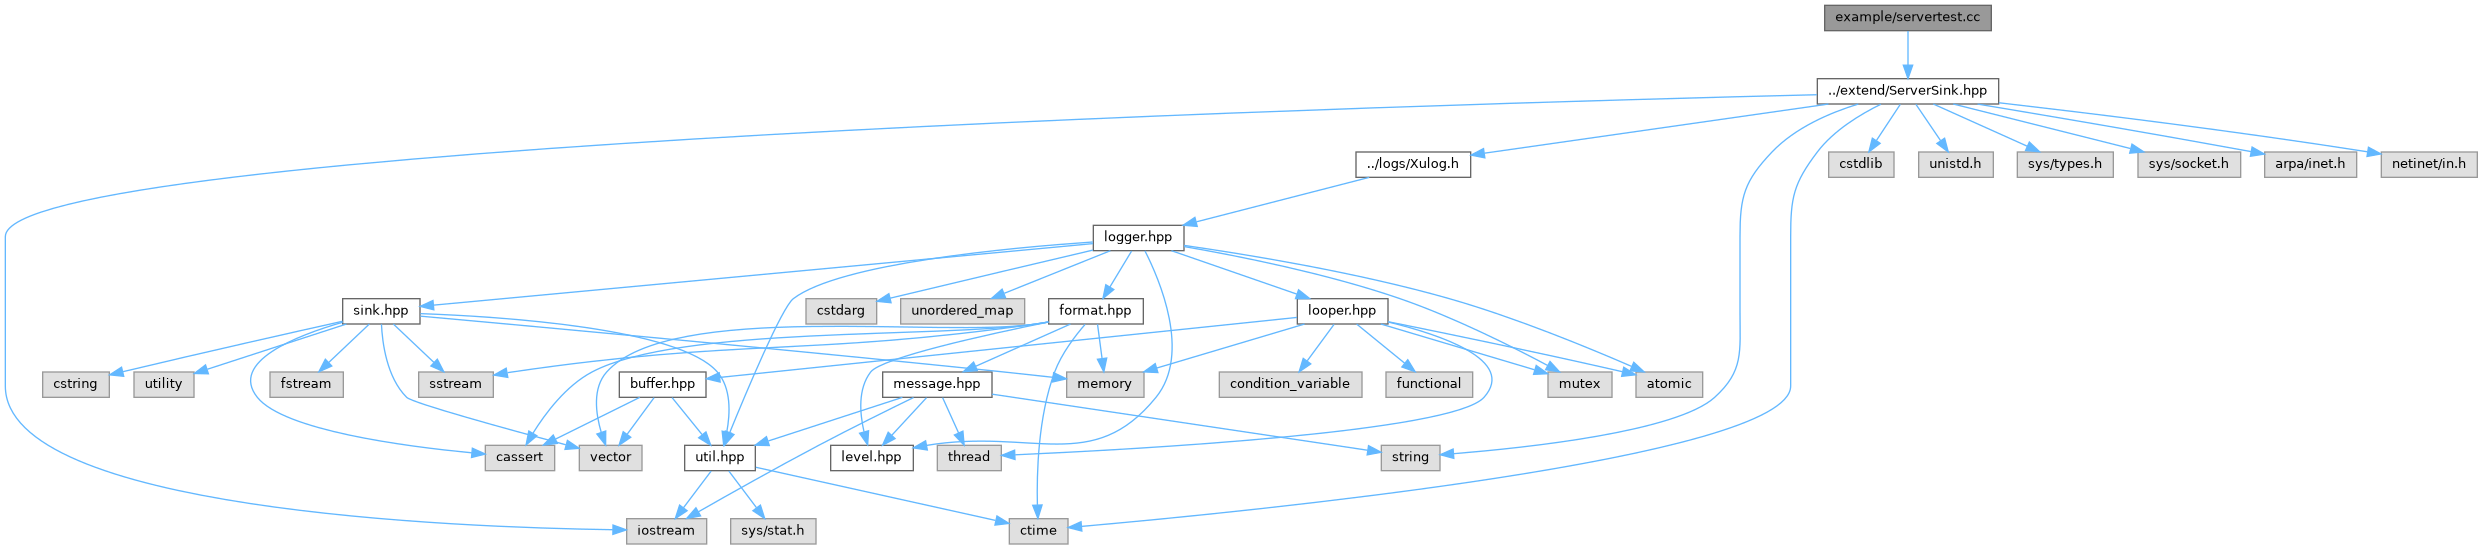 example/servertest.cc
../extend/ServerSink.hpp
../logs/Xulog.h
cstdlib
unistd.h
sys/types.h
sys/socket.h
arpa/inet.h
netinet/in.h
logger.hpp
sink.hpp
cstdarg
unordered_map
format.hpp
looper.hpp
cstring
utility
fstream
sstream
buffer.hpp
message.hpp
memory
condition_variable
functional
mutex
atomic
cassert
vector
util.hpp
level.hpp
thread
string
iostream
sys/stat.h
ctime